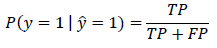 P(y = 1 | ŷ = 1) = TP / (TP + FP)